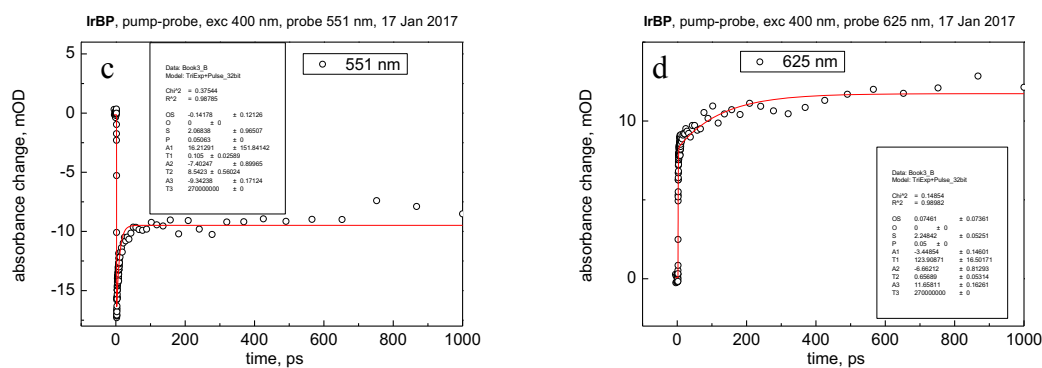 IrBP, pump-probe, exc 400 nm, probe 551 nm, 17 Jan 2017
c
551 nm
Data: Book3_B
Model: TriExp+Pulse_32bit
Chi^2 = 0.37544
R^2 = 0.98785
OS -0.14178 ± 0.12126
O 0 ± 0
S 2.06838 ± 0.96507
P 0.05063 ± 0
A1 16.21291 ± 151.84142
T1 0.105 ± 0.02589
A2 -7.40247 ± 0.89965
T2 8.5423 ± 0.56024
A3 -9.34238 ± 0.17124
T3 270000000 ± 0
5
0
-5
-10
-15
absorbance change, mOD
0 200 400 600 800 1000
time, ps
IrBP, pump-probe, exc 400 nm, probe 625 nm, 17 Jan 2017
d
625 nm
Data: Book3_B
Model: TriExp+Pulse_32bit
Chi^2 = 0.14854
R^2 = 0.98982
OS 0.07461 ± 0.07361
O 0 ± 0
S 2.24842 ± 0.05251
P 0.05 ± 0
A1 -3.44854 ± 0.14601
T1 123.90871 ± 16.50171
A2 -6.66212 ± 0.81293
T2 0.65689 ± 0.05314
A3 11.65811 ± 0.16261
T3 270000000 ± 0
10
0
absorbance change, mOD
0 200 400 600 800 1000
time, ps